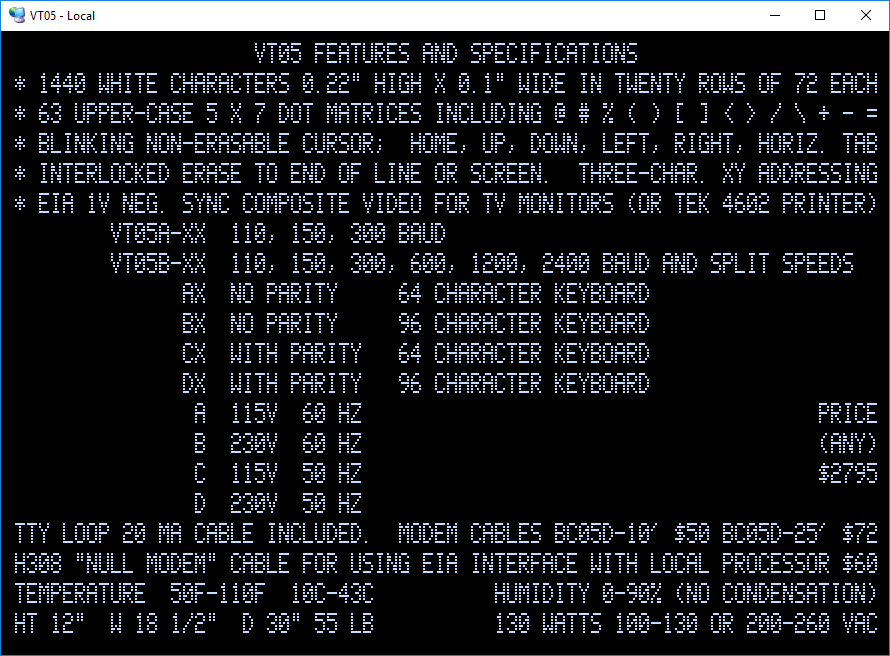 VT05 - Local
VT05 FEATURES AND SPECIFICATIONS
* 1440 WHITE CHARACTERS 0.22" HIGH X 0.1" WIDE IN TWENTY ROWS OF 72 EACH
* 63 UPPER-CASE 5 X 7 DOT MATRICES INCLUDING @ # % ( ) [ ] < > / \ + - =
* BLINKING NON-ERASABLE CURSOR;  HOME, UP, DOWN, LEFT, RIGHT, HORIZ. TAB
* INTERLOCKED ERASE TO END OF LINE OR SCREEN.  THREE-CHAR. XY ADDRESSING
* EIA 1V NEG. SYNC COMPOSITE VIDEO FOR TV MONITORS (OR TEK 4602 PRINTER)
VT05A-XX  110, 150, 300 BAUD
VT05B-XX  110, 150, 300, 600, 1200, 2400 BAUD AND SPLIT SPEEDS
AX  NO PARITY     64 CHARACTER KEYBOARD
BX  NO PARITY     96 CHARACTER KEYBOARD
CX  WITH PARITY   64 CHARACTER KEYBOARD
DX  WITH PARITY   96 CHARACTER KEYBOARD
A  115V  60 HZ                                      PRICE
B  230V  60 HZ                                      (ANY)
C  115V  50 HZ                                      $2795
D  230V  50 HZ
TTY LOOP 20 MA CABLE INCLUDED.  MODEM CABLES BC05D-10' $50 BC05D-25' $72
H308 "NULL MODEM" CABLE FOR USING EIA INTERFACE WITH LOCAL PROCESSOR $60
TEMPERATURE  50F-110F  10C-43C          HUMIDITY 0-90% (NO CONDENSATION)
HT 12"  W 18 1/2"  D 30" 55 LB          130 WATTS 100-130 OR 200-260 VAC